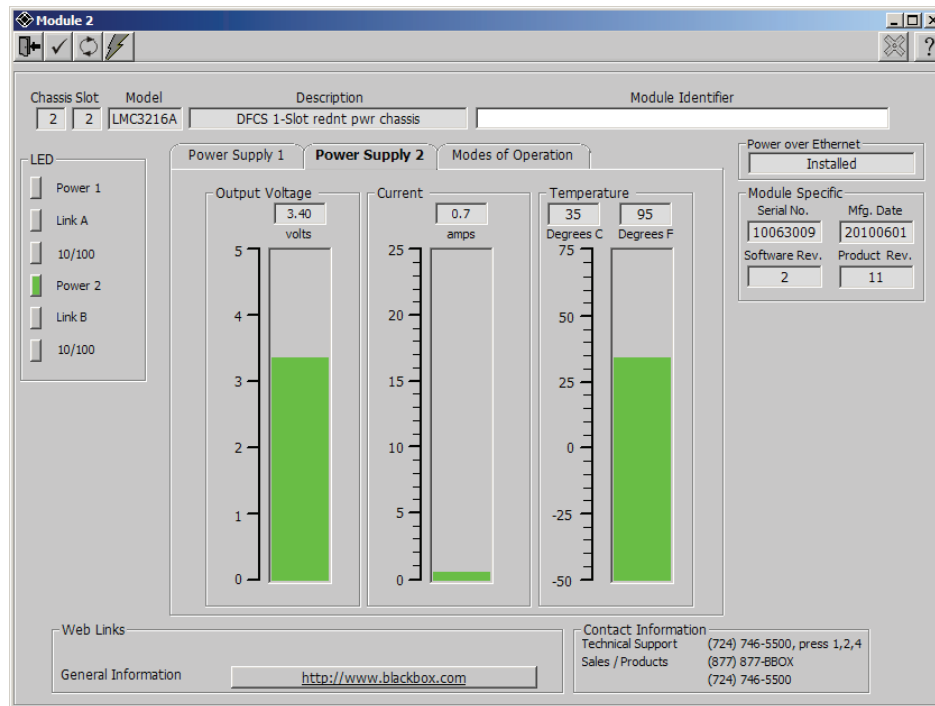 Module 2
?
Chassis Slot Model Description Module Identifier
2 2 LMC3216A DFCS 1-Slot rednt pwr chassis
LED
Power 1
Link A
10/100
Power 2
Link B
10/100
Power Supply 1 Power Supply 2 Modes of Operation
Output Voltage
3.40
volts
5
4
3
2
1
0
Current
0.7
amps
25
20
15
10
5
0
Temperature
35 95
Degrees C Degrees F
75
50
25
0
-25
-50
Power over Ethernet
Installed
Module Specific
Serial No. Mfg. Date
10063009 20100601
Software Rev. Product Rev.
2 11
Web Links
General Information http://www.blackbox.com
Contact Information
Technical Support (724) 746-5500, press 1,2,4
Sales / Products (877) 877-BBOX
(724) 746-5500